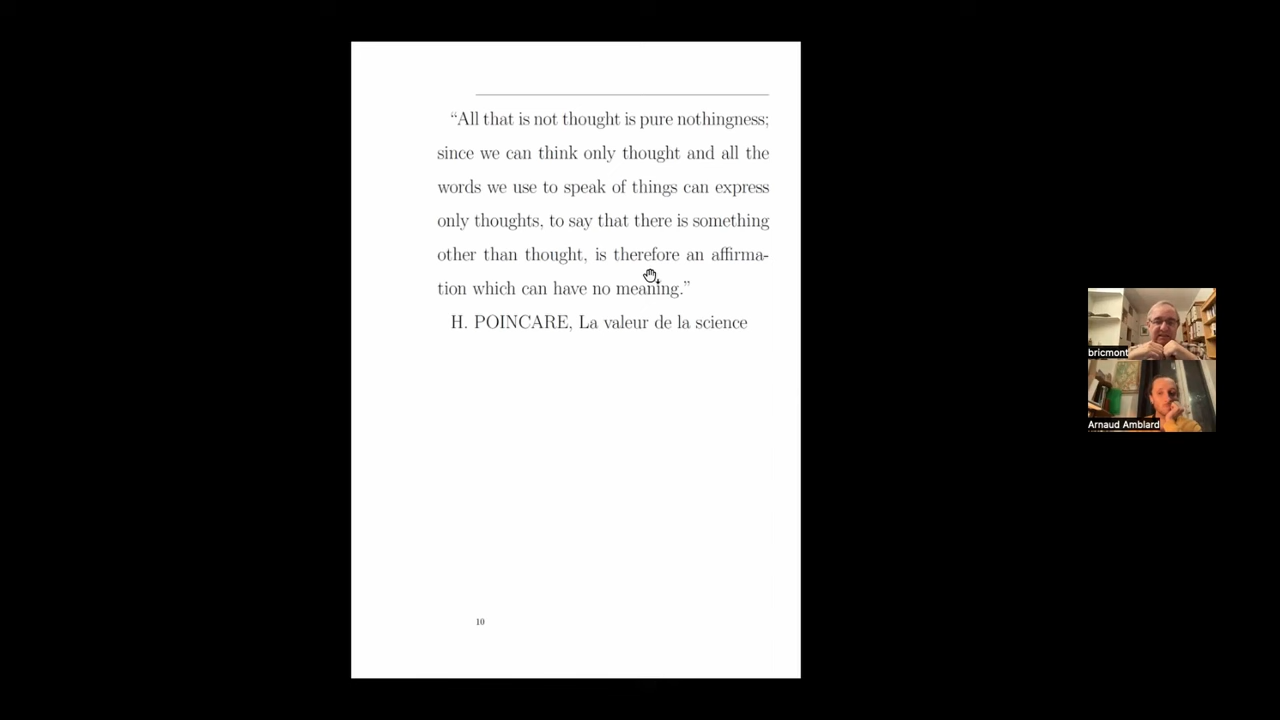 “All that is not thought is pure nothingness;
since we can think only thought and all the
words we use to speak of things can express
only thoughts, to say that there is something
other than thought, is therefore an affirma-
tion which can have no meaning.”
H. POINCARE, La valeur de la science
10
bricmont
Arnaud Amblard